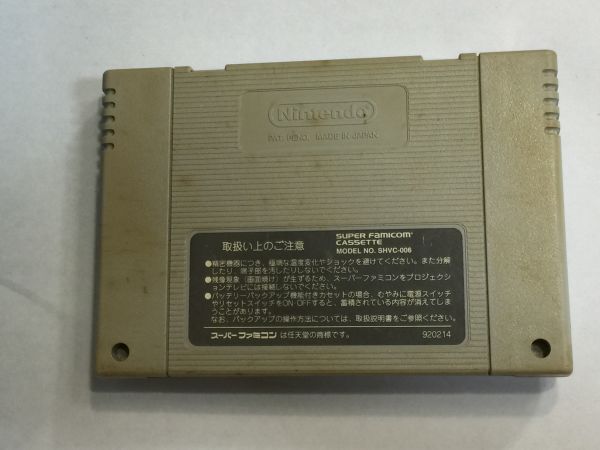 Nintendo
PAT. PEND. MADE IN JAPAN
取扱い上のご注意
SUPER FAMICOM
CASSETTE
MODEL NO. SHVC-006
●精密機器につき、極端な温度変化やショックを避けてください。また分解
したり、端子部を汚したりしないでください。
●残像現象(画面焼け)が生ずるため、スーパーファミコンをプロジェクシ
ョンテレビには接続しないでください。
●バッテリーバックアップ機能付きカセットの場合、むやみに電源スイッチ
やリセットスイッチをON OFFすると、蓄積されている内容が消えてしま
うことがあります。
なお、バックアップの操作方法については、取扱説明書をご参照ください。
スーパーファミコン は任天堂の商標です。
920214